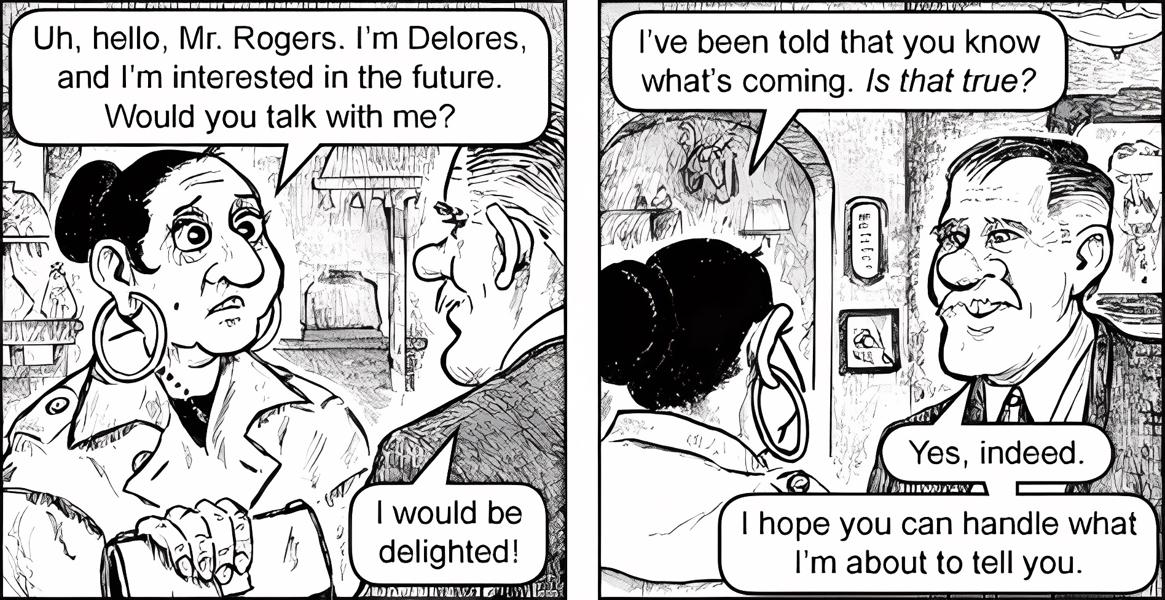 Uh, hello, Mr. Rogers. I'm Delores,
and I'm interested in the future.
Would you talk with me?
I would be
delighted!
I've been told that you know
what's coming. Is that true?
Yes, indeed.
I hope you can handle what
I'm about to tell you.